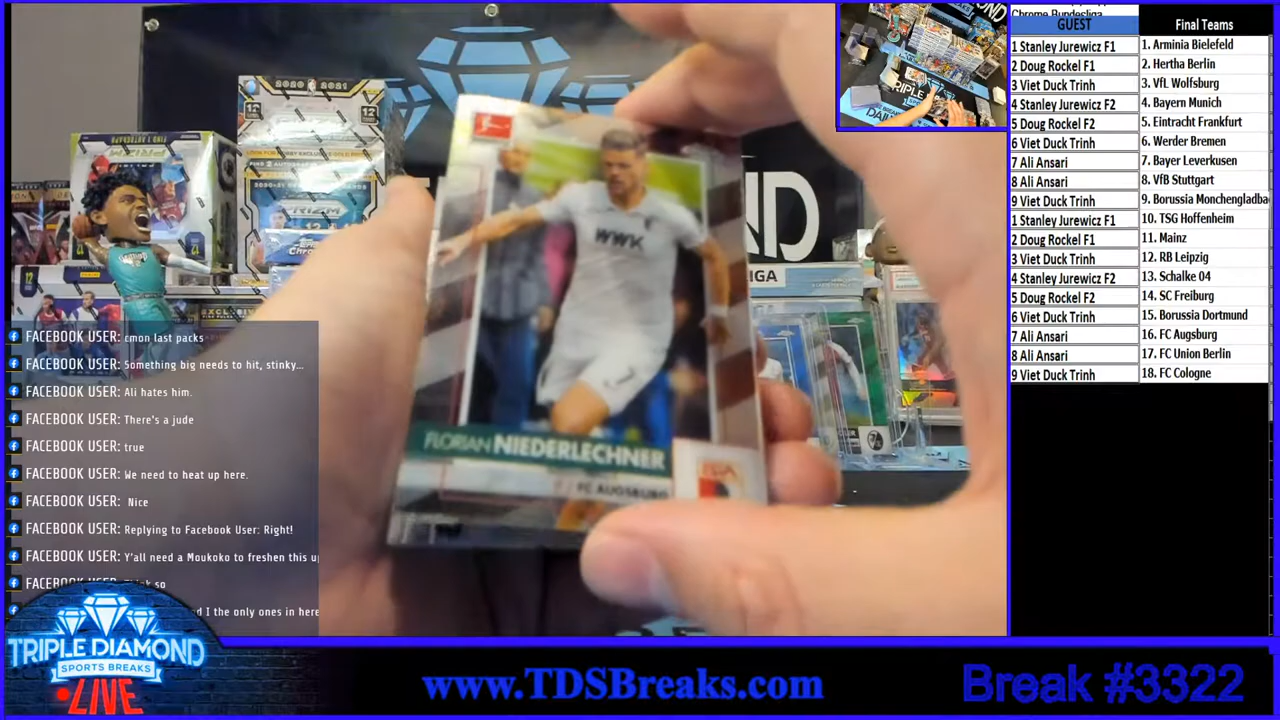 Chrome Bundesliga
GUEST
Final Teams
1 Stanley Jurewicz F1
1. Arminia Bielefeld
2 Doug Rockel F1
2. Hertha Berlin
3 Viet Duck Trinh
3. VfL Wolfsburg
4 Stanley Jurewicz F2
4. Bayern Munich
5 Doug Rockel F2
5. Eintracht Frankfurt
6 Viet Duck Trinh
6. Werder Bremen
7 Ali Ansari
7. Bayer Leverkusen
8 Ali Ansari
8. VfB Stuttgart
9 Viet Duck Trinh
9. Borussia Monchengladba
1 Stanley Jurewicz F1
10. TSG Hoffenheim
2 Doug Rockel F1
11. Mainz
3 Viet Duck Trinh
12. RB Leipzig
4 Stanley Jurewicz F2
13. Schalke 04
5 Doug Rockel F2
14. SC Freiburg
6 Viet Duck Trinh
15. Borussia Dortmund
7 Ali Ansari
16. FC Augsburg
8 Ali Ansari
17. FC Union Berlin
9 Viet Duck Trinh
18. FC Cologne
2020 2021
PRIZM
WWK
FLORIAN NIEDERLECHNER
FC AUGSBURG
FACEBOOK USER: cmon last packs
FACEBOOK USER: Something big needs to hit, stinky...
FACEBOOK USER: Ali hates him.
FACEBOOK USER: There's a jude
FACEBOOK USER: true
FACEBOOK USER: We need to heat up here.
FACEBOOK USER: Nice
FACEBOOK USER: Replying to Facebook User: Right!
FACEBOOK USER: Y'all need a Moukoko to freshen this up
FACEBOOK
so
d I the only ones in here
TRIPLE DIAMOND
SPORTS BREAKS
LIVE
www.TDSBreaks.com
Break #3322